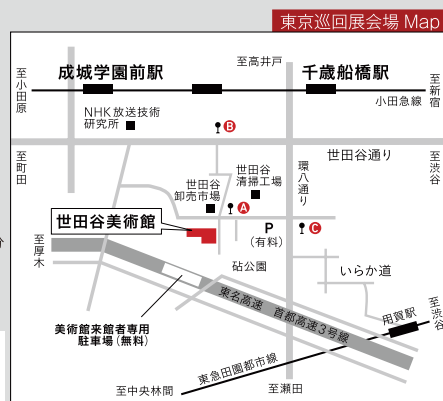 東京巡回展会場 Map
至高井戸
成城学園前駅
千歳船橋駅
至小田原
至新宿
小田急線
NHK放送技術
研究所
B
至町田
世田谷通り
至渋谷
世田谷
清掃工場
環八通り
世田谷
卸売市場
A
世田谷美術館
P
(有料)
C
分
至厚木
砧公園
いらか道
東名高速 首都高速3号線
美術館来館者専用
駐車場(無料)
用賀駅
至渋谷
東急田園都市線
至中央林間
至瀬田